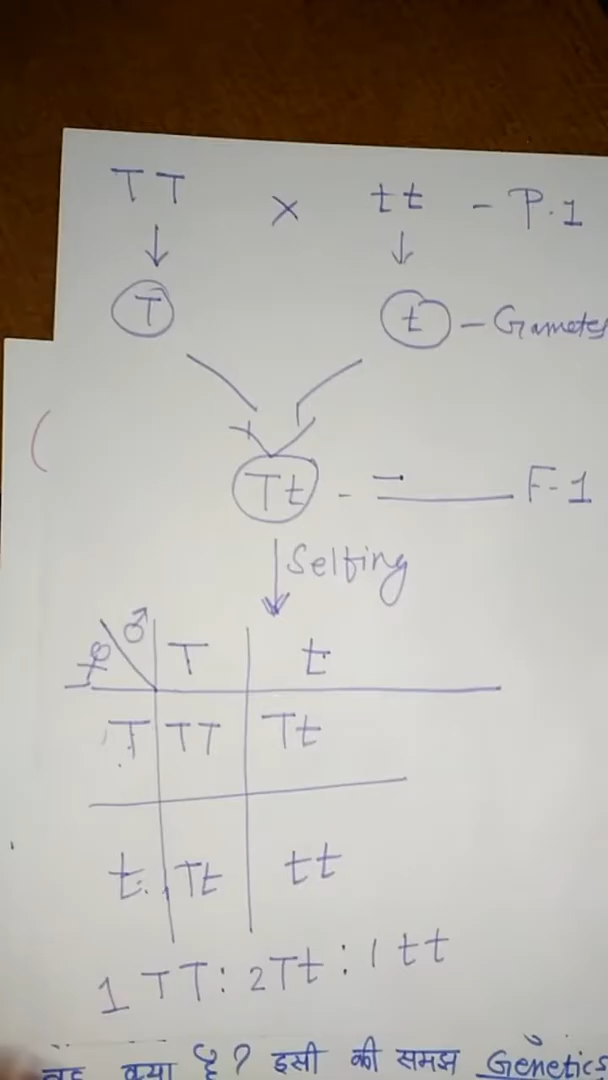 TT × tt - P.1
T t - Gametes
Tt - F-1
Selfing
♀ ♂ T t
T TT Tt
t Tt tt
1 TT : 2Tt : 1 tt
क्या है? इसी की समझ Genetics